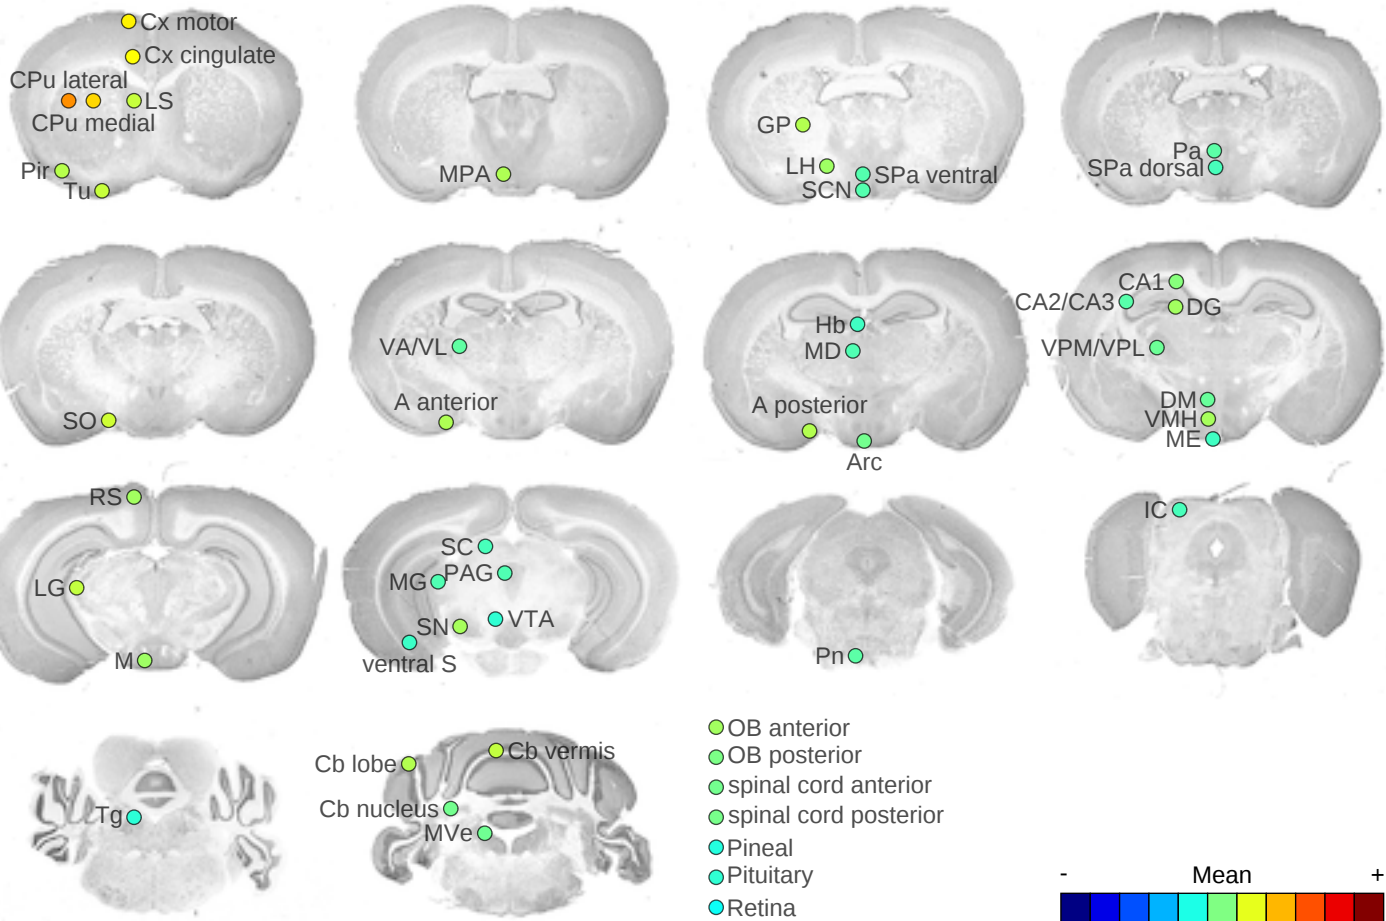 Cx motor
Cx cingulate
CPu lateral
LS
CPu medial
Pir
Tu
MPA
GP
LH
SPa ventral
SCN
Pa
SPa dorsal
SO
VA/VL
A anterior
Hb
MD
A posterior
Arc
CA1
CA2/CA3
DG
VPM/VPL
DM
VMH
ME
RS
LG
M
SC
PAG
MG
VTA
SN
ventral S
Pn
IC
Tg
Cb vermis
Cb lobe
Cb nucleus
MVe
OB anterior
OB posterior
spinal cord anterior
spinal cord posterior
Pineal
Pituitary
Retina
- Mean +